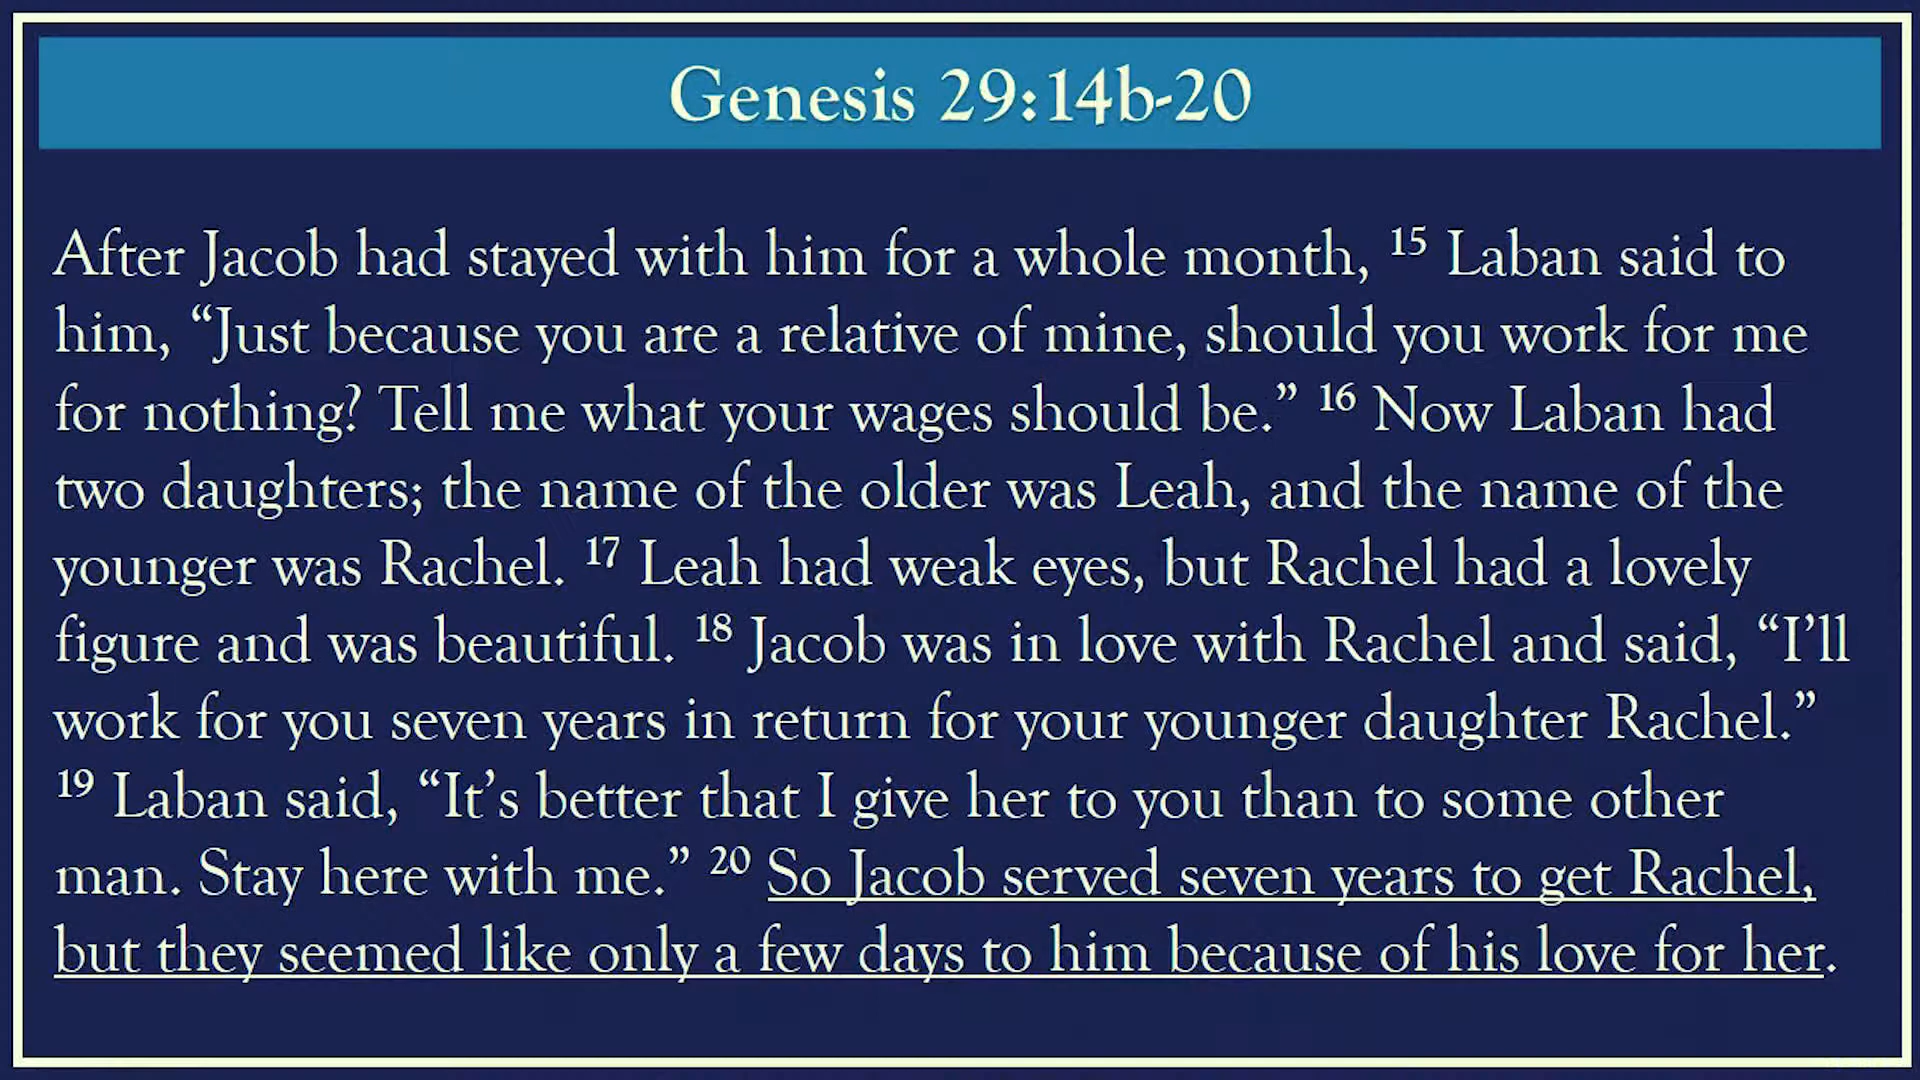 Genesis 29:14b-20
After Jacob had stayed with him for a whole month, 15 Laban said to
him, “Just because you are a relative of mine, should you work for me
for nothing? Tell me what your wages should be.” 16 Now Laban had
two daughters; the name of the older was Leah, and the name of the
younger was Rachel. 17 Leah had weak eyes, but Rachel had a lovely
figure and was beautiful. 18 Jacob was in love with Rachel and said, “I’ll
work for you seven years in return for your younger daughter Rachel.”
19 Laban said, “It’s better that I give her to you than to some other
man. Stay here with me.” 20 So Jacob served seven years to get Rachel,
but they seemed like only a few days to him because of his love for her.